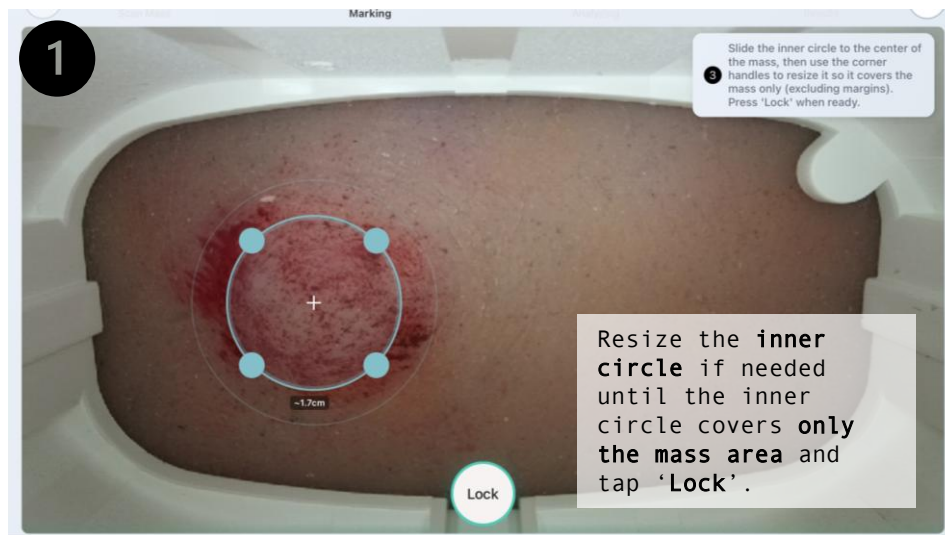 Marking
1
Slide the inner circle to the center of
the mass, then use the corner
3
handles to resize it so it covers the
mass only (excluding margins).
Press 'Lock' when ready.
~1.7cm
Resize the inner
circle if needed
until the inner
circle covers only
the mass area and
tap ‘Lock’.
Lock